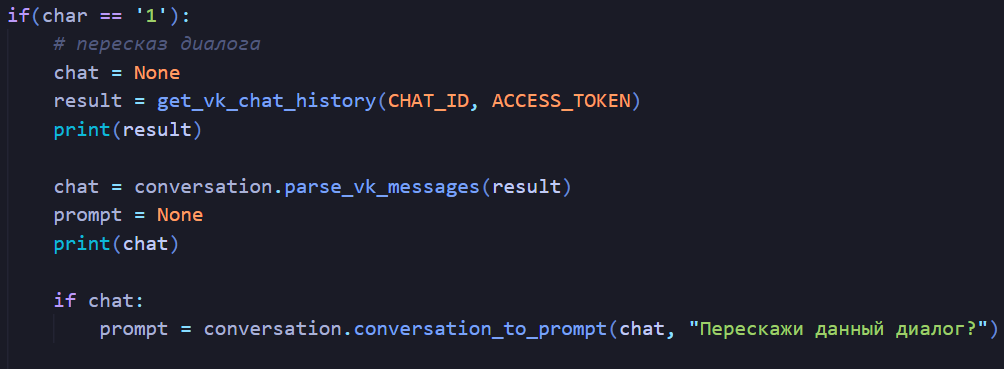 if(char == '1'):
# пересказ диалога
chat = None
result = get_vk_chat_history(CHAT_ID, ACCESS_TOKEN)
print(result)
chat = conversation.parse_vk_messages(result)
prompt = None
print(chat)
if chat:
prompt = conversation.conversation_to_prompt(chat, "Перескажи данный диалог?")